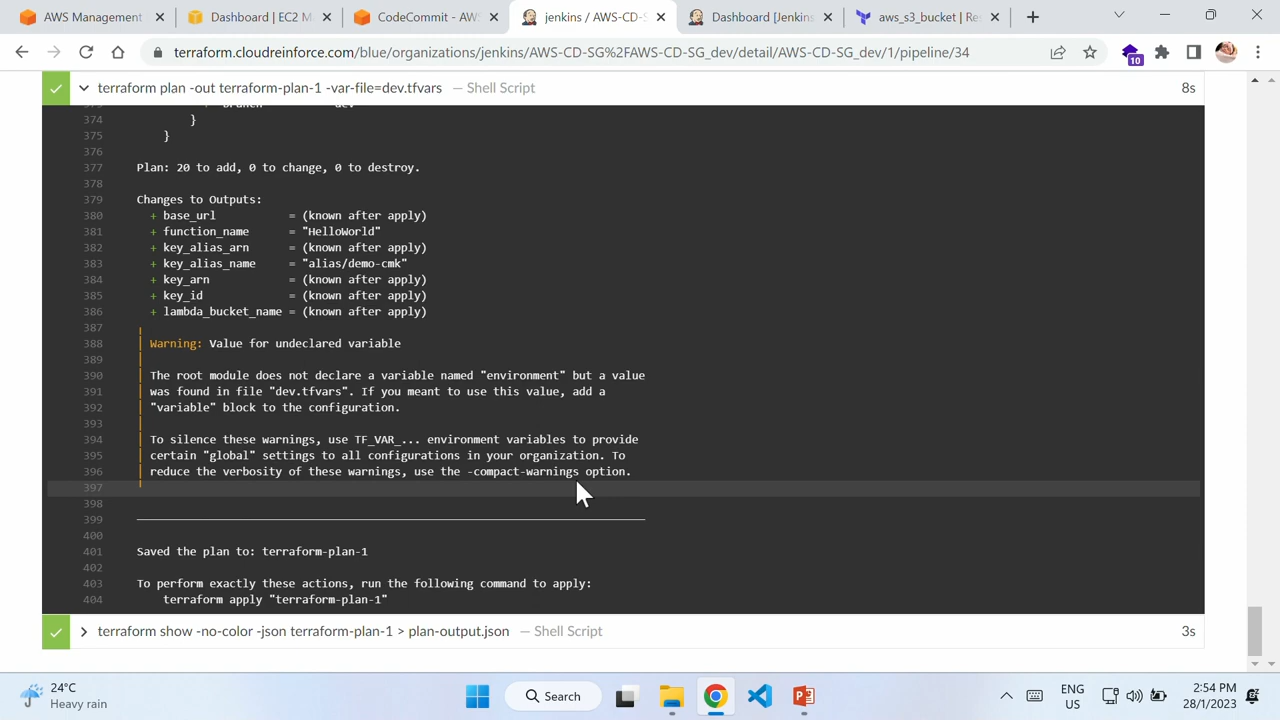 AWS Management
Dashboard | EC2 M
CodeCommit - AWS
jenkins / AWS-CD-S
Dashboard [Jenkins
aws_s3_bucket | Re
terraform.cloudreinforce.com/blue/organizations/jenkins/AWS-CD-SG%2FAWS-CD-SG_dev/detail/AWS-CD-SG_dev/1/pipeline/34
10
terraform plan -out terraform-plan-1 -var-file=dev.tfvars — Shell Script 8s
374 }
375 }
376
377 Plan: 20 to add, 0 to change, 0 to destroy.
378
379 Changes to Outputs:
380 + base_url = (known after apply)
381 + function_name = "HelloWorld"
382 + key_alias_arn = (known after apply)
383 + key_alias_name = "alias/demo-cmk"
384 + key_arn = (known after apply)
385 + key_id = (known after apply)
386 + lambda_bucket_name = (known after apply)
387
388 Warning: Value for undeclared variable
389
390 The root module does not declare a variable named "environment" but a value
391 was found in file "dev.tfvars". If you meant to use this value, add a
392 "variable" block to the configuration.
393
394 To silence these warnings, use TF_VAR_... environment variables to provide
395 certain "global" settings to all configurations in your organization. To
396 reduce the verbosity of these warnings, use the -compact-warnings option.
397
398
399
400
401 Saved the plan to: terraform-plan-1
402
403 To perform exactly these actions, run the following command to apply:
404 terraform apply "terraform-plan-1"
terraform show -no-color -json terraform-plan-1 > plan-output.json — Shell Script 3s
24°C
Heavy rain
Search
ENG
US
2:54 PM
28/1/2023